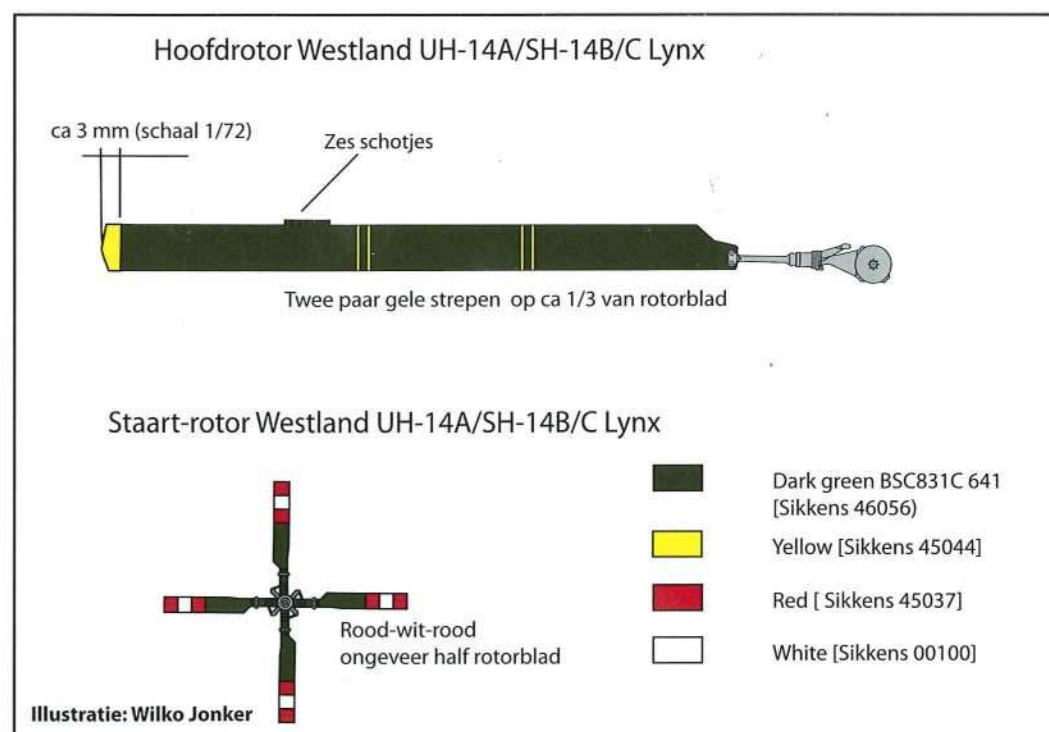 Hoofdrotor Westland UH-14A/SH-14B/C Lynx
ca 3 mm (schaal 1/72)
Zes schotjes
Twee paar gele strepen op ca 1/3 van rotorblad
Staart-rotor Westland UH-14A/SH-14B/C Lynx
Dark green BSC831C 641
[Sikkens 46056)
Yellow [Sikkens 45044]
Red [ Sikkens 45037]
White [Sikkens 00100]
Rood-wit-rood
ongeveer half rotorblad
Illustratie: Wilko Jonker